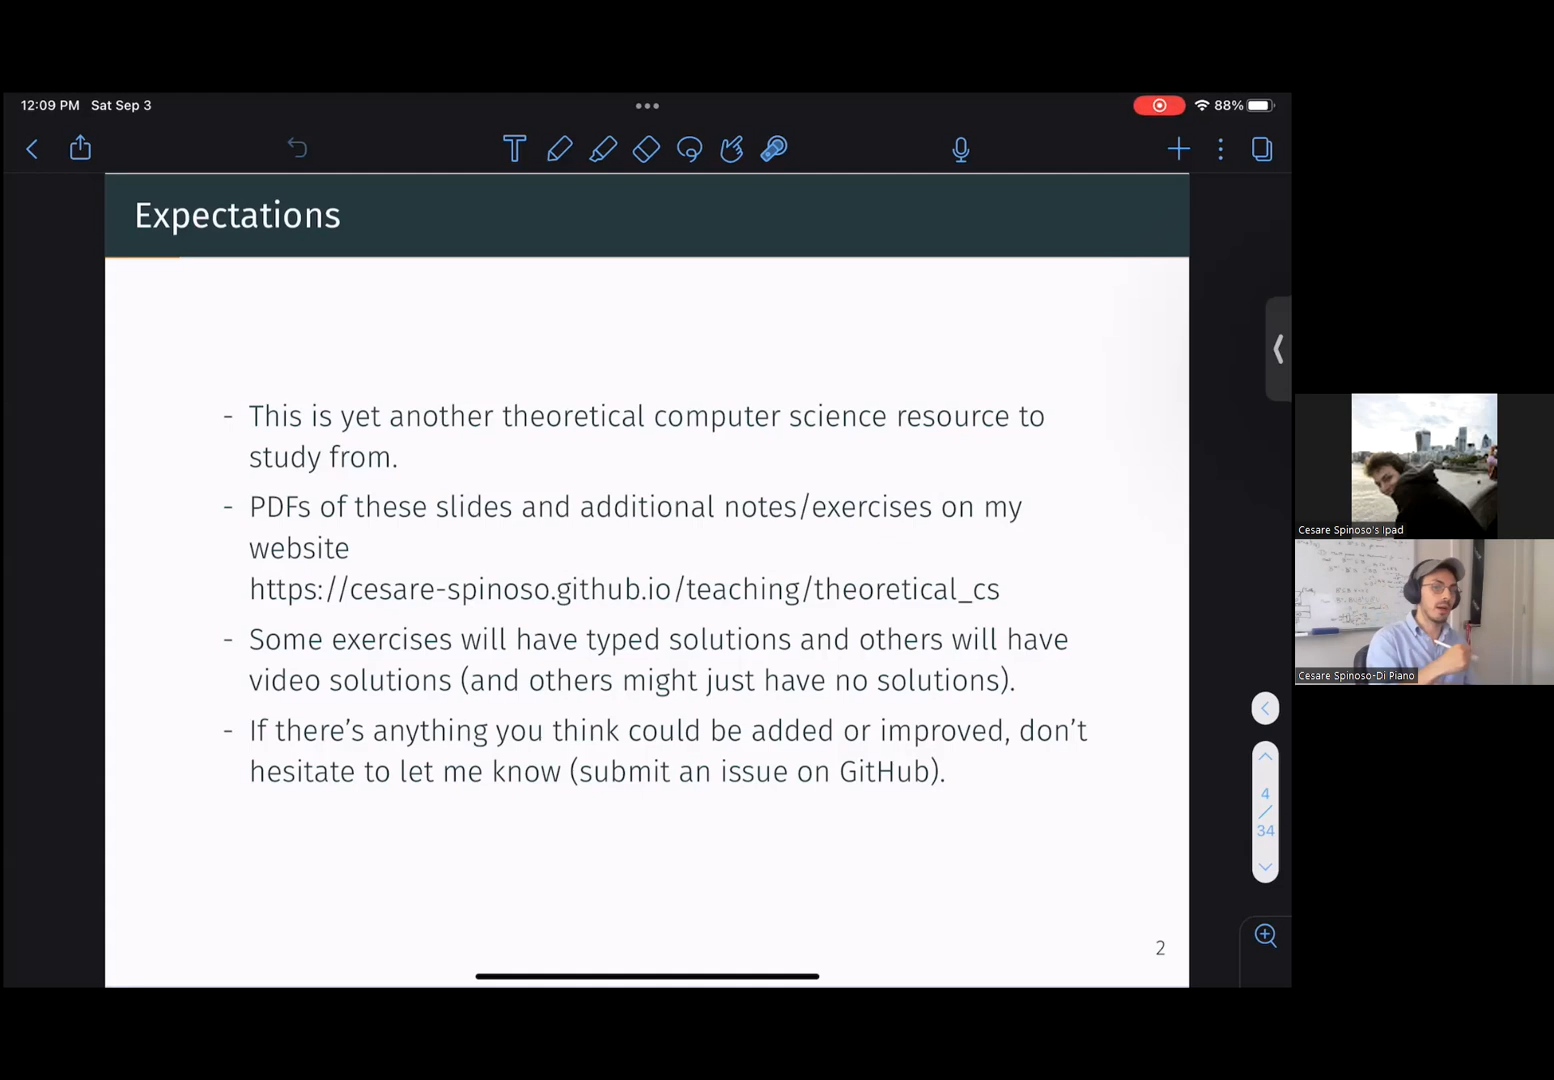 12:09 PM Sat Sep 3
88%
Expectations
- This is yet another theoretical computer science resource to
study from.
- PDFs of these slides and additional notes/exercises on my
website
https://cesare-spinoso.github.io/teaching/theoretical_cs
- Some exercises will have typed solutions and others will have
video solutions (and others might just have no solutions).
- If there's anything you think could be added or improved, don't
hesitate to let me know (submit an issue on GitHub).
2
4
/
34
Cesare Spinoso's Ipad
Cesare Spinoso-Di Piano